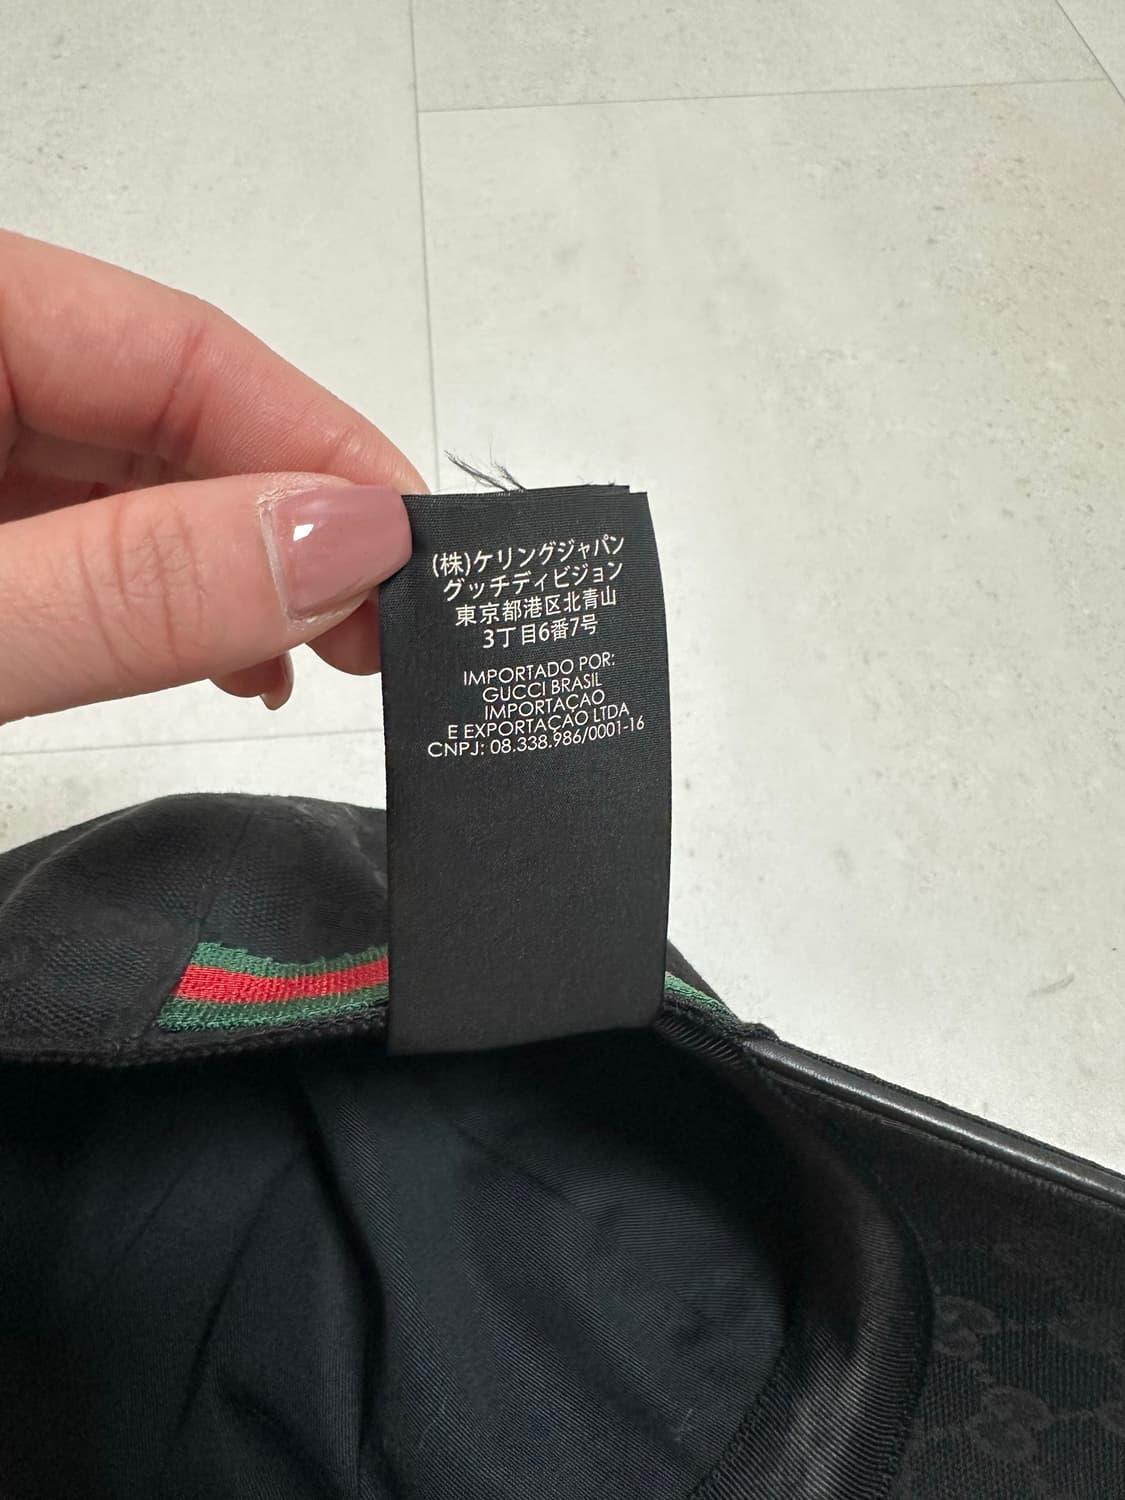 (株)ケリングジャパン
グッチディビジョン
東京都港区北青山
3丁目6番7号
IMPORTADO POR:
GUCCI BRASIL
IMPORTAÇAO
E EXPORTAÇAO LTDA
CNPJ: 08.338.986/0001-16